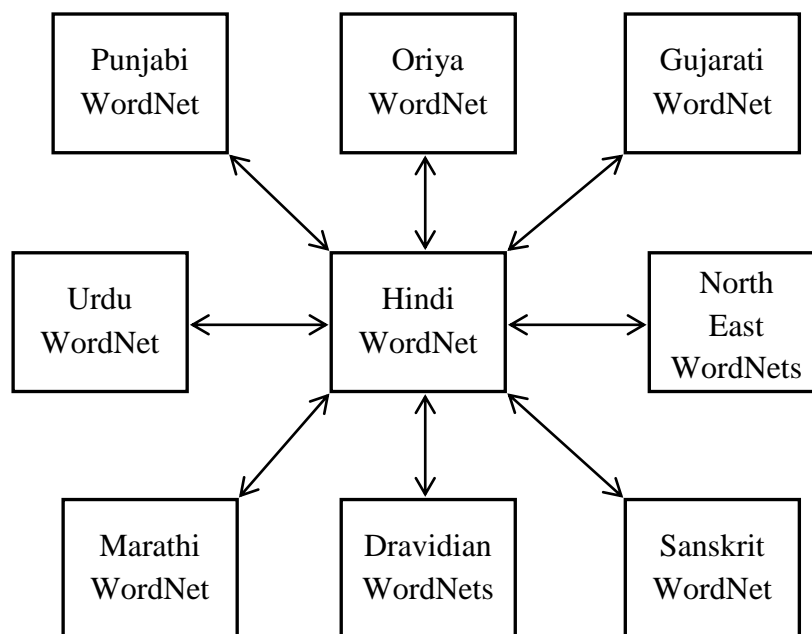 Punjabi
WordNet
Oriya
WordNet
Gujarati
WordNet
Urdu
WordNet
Hindi
WordNet
North
East
WordNets
Marathi
WordNet
Dravidian
WordNets
Sanskrit
WordNet